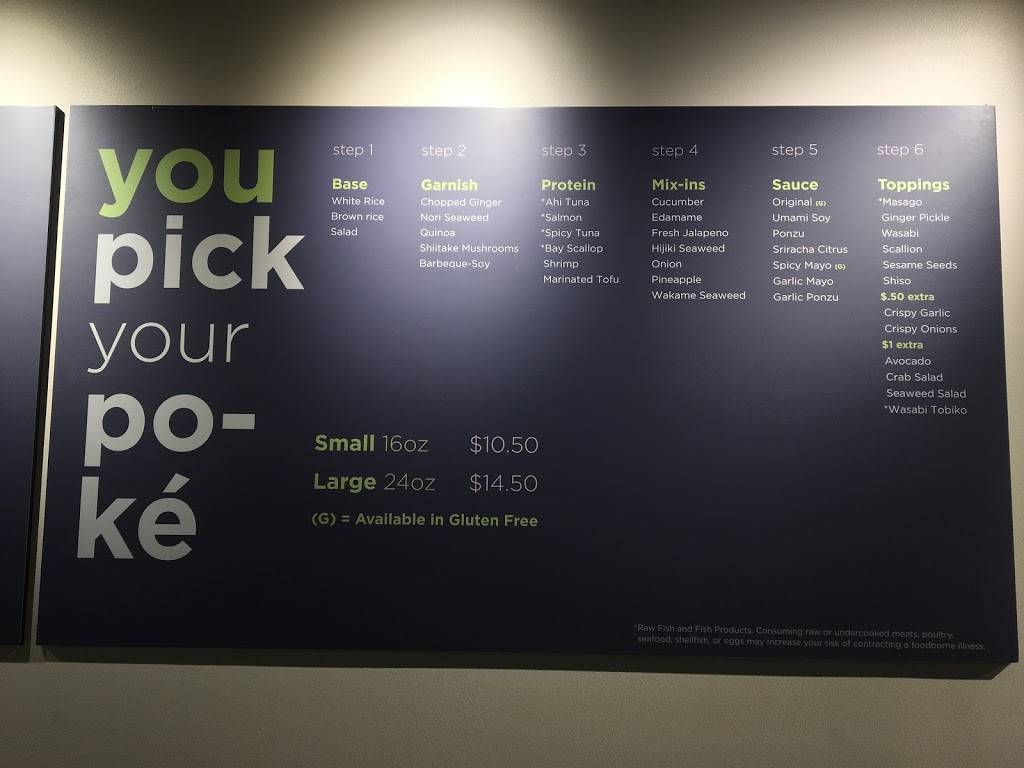 you
pick
your
po-
ké
step 1
Base
White Rice
Brown rice
Salad
step 2
Garnish
Chopped Ginger
Nori Seaweed
Quinoa
Shiitake Mushrooms
Barbeque-Soy
step 3
Protein
*Ahi Tuna
*Salmon
*Spicy Tuna
*Bay Scallop
Shrimp
Marinated Tofu
step 4
Mix-ins
Cucumber
Edamame
Fresh Jalapeno
Hijiki Seaweed
Onion
Pineapple
Wakame Seaweed
step 5
Sauce
Original (G)
Umami Soy
Ponzu
Sriracha Citrus
Spicy Mayo (G)
Garlic Mayo
Garlic Ponzu
step 6
Toppings
*Masago
Ginger Pickle
Wasabi
Scallion
Sesame Seeds
Shiso
$.50 extra
Crispy Garlic
Crispy Onions
$1 extra
Avocado
Crab Salad
Seaweed Salad
*Wasabi Tobiko
Small 16oz $10.50
Large 24oz $14.50
(G) = Available in Gluten Free
*Raw Fish and Fish Products. Consuming raw or undercooked meats, poultry,
seafood, shellfish, or eggs may increase your risk of contracting a foodborne illness.